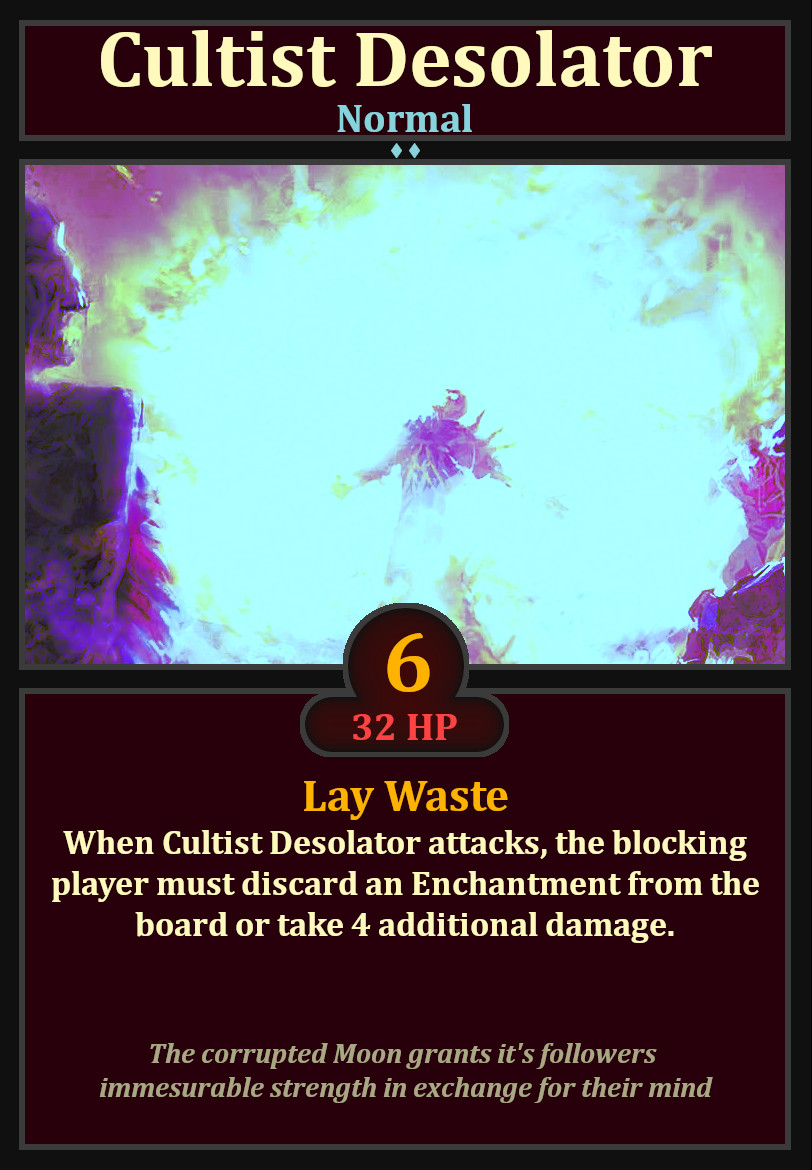 Cultist Desolator
Normal
♦♦
6
32 HP
Lay Waste
When Cultist Desolator attacks, the blocking
player must discard an Enchantment from the
board or take 4 additional damage.
The corrupted Moon grants it's followers
immesurable strength in exchange for their mind